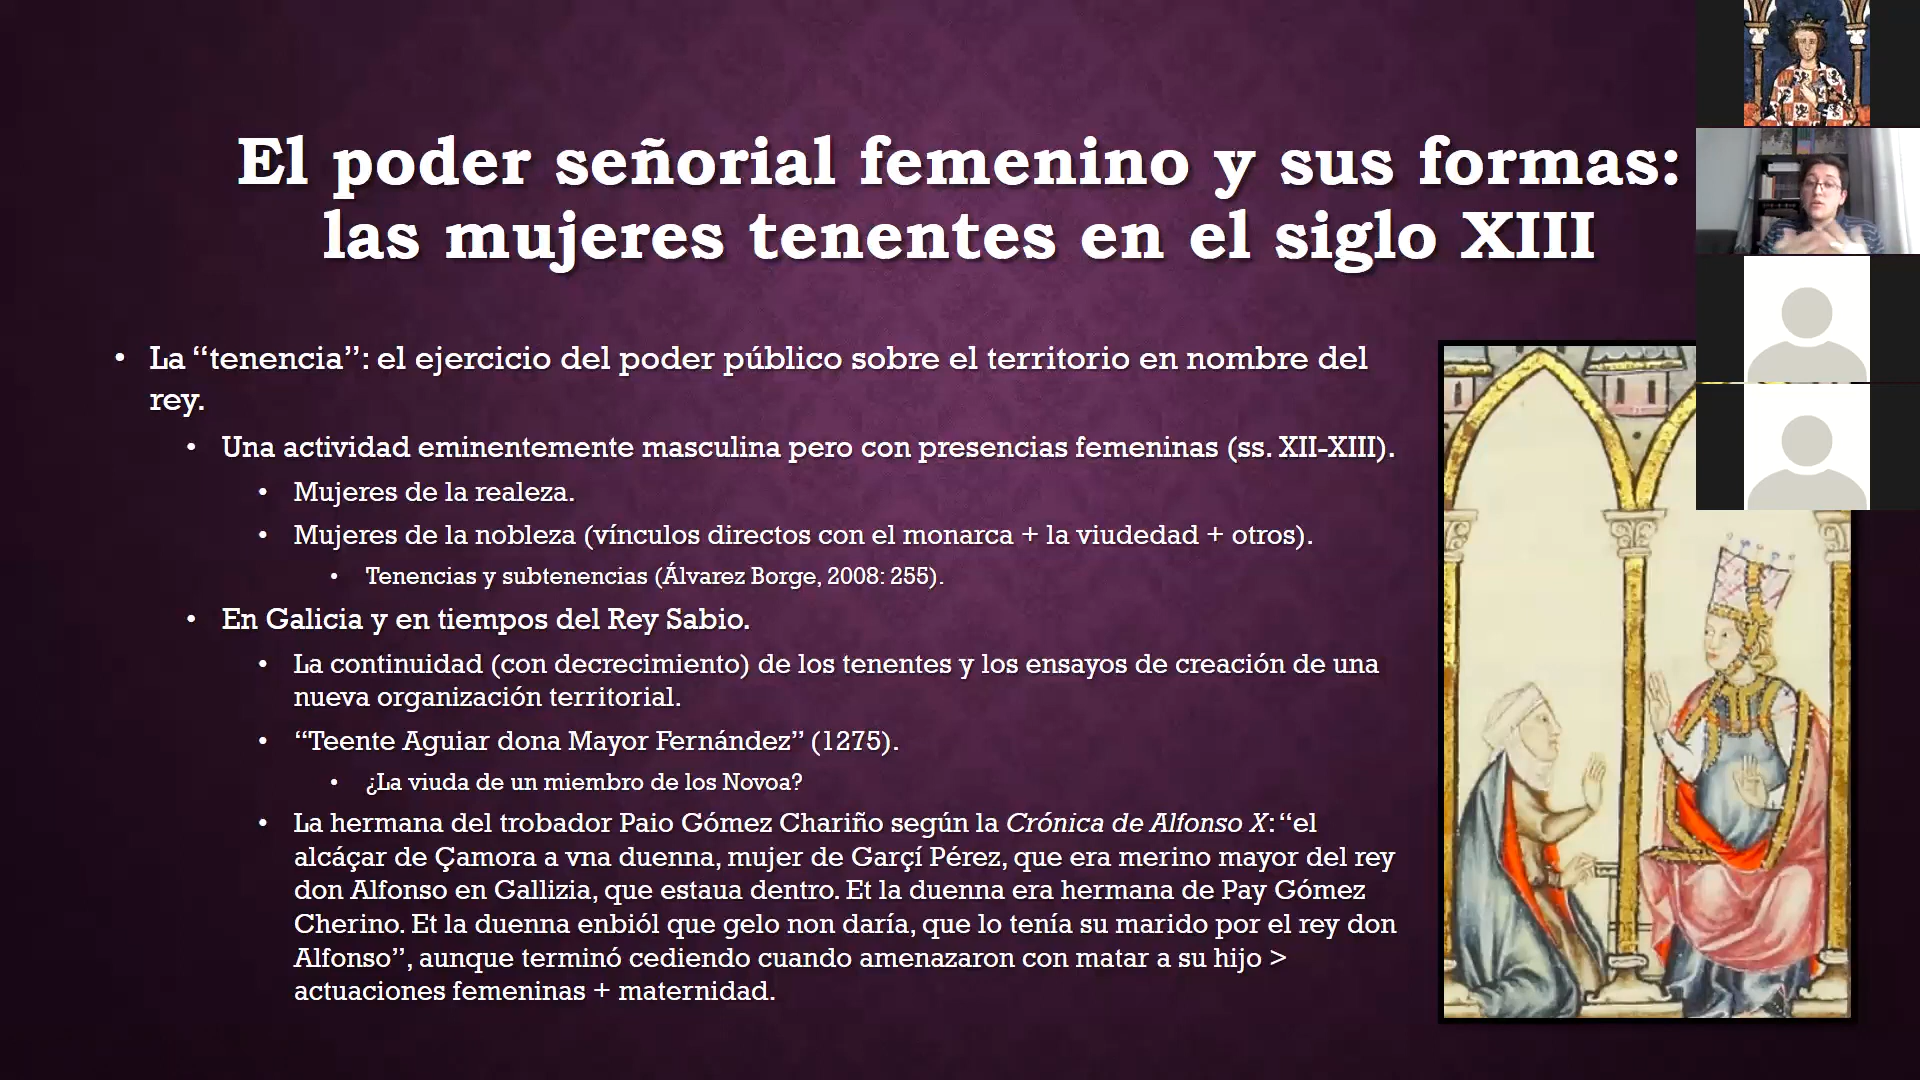 El poder señorial femenino y sus formas:
las mujeres tenentes en el siglo XIII
• La “tenencia”: el ejercicio del poder público sobre el territorio en nombre del
rey.
• Una actividad eminentemente masculina pero con presencias femeninas (ss. XII-XIII).
• Mujeres de la realeza.
• Mujeres de la nobleza (vínculos directos con el monarca + la viudedad + otros).
• Tenencias y subtenencias (Álvarez Borge, 2008: 255).
• En Galicia y en tiempos del Rey Sabio.
• La continuidad (con decrecimiento) de los tenentes y los ensayos de creación de una
nueva organización territorial.
• “Teente Aguiar dona Mayor Fernández” (1275).
• ¿La viuda de un miembro de los Novoa?
• La hermana del trobador Paio Gómez Chariño según la Crónica de Alfonso X: “el
alcáçar de Çamora a vna duenna, mujer de Garçí Pérez, que era merino mayor del rey
don Alfonso en Gallizia, que estaua dentro. Et la duenna era hermana de Pay Gómez
Cherino. Et la duenna enbiól que gelo non daría, que lo tenía su marido por el rey don
Alfonso”, aunque terminó cediendo cuando amenazaron con matar a su hijo >
actuaciones femeninas + maternidad.